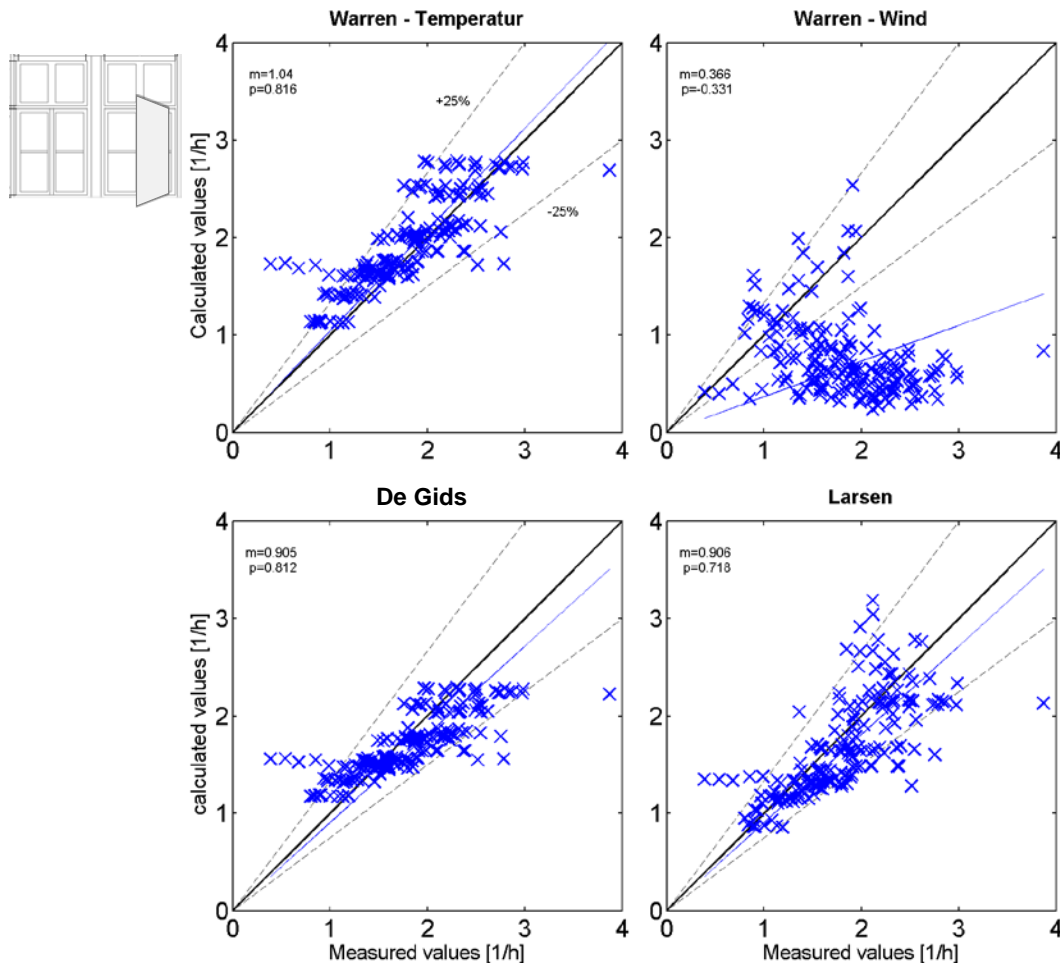 Warren - Temperatur
4
m=1.04
p=0.816
+25%
3
2
-25%
1
0
0 1 2 3 4
Calculated values [1/h]
Warren - Wind
4
m=0.366
p=-0.331
3
2
1
0
0 1 2 3 4
De Gids
4
m=0.905
p=0.812
3
2
1
0
0 1 2 3 4
calculated values [1/h]
Measured values [1/h]
Larsen
4
m=0.906
p=0.718
3
2
1
0
0 1 2 3 4
Measured values [1/h]